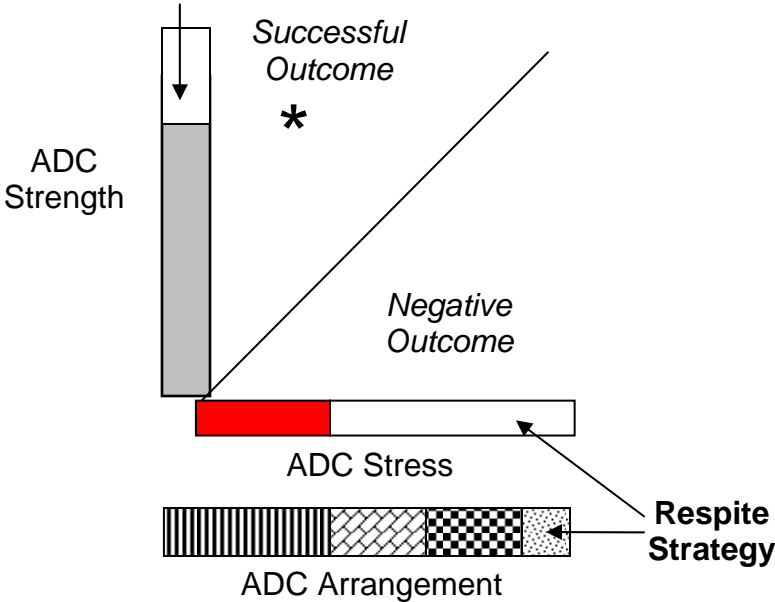 Successful
Outcome
*
ADC
Strength
Negative
Outcome
ADC Stress
Respite
Strategy
ADC Arrangement